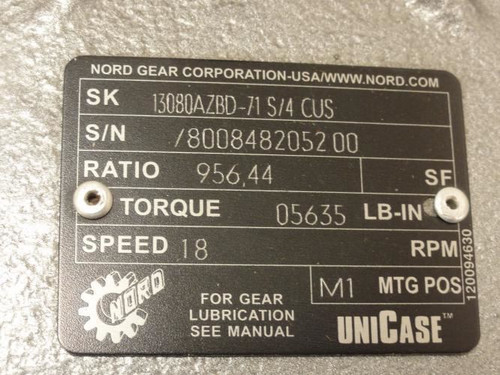 NORD GEAR CORPORATION-USA/WWW.NORD.COM
SK 13080AZBD-71 S/4 CUS
S/N /8008482052 00
RATIO 956,44 SF
TORQUE 05635 LB-IN
SPEED 18 RPM
M1 MTG POS
120094630
NORD
FOR GEAR
LUBRICATION
SEE MANUAL
UNICASE™